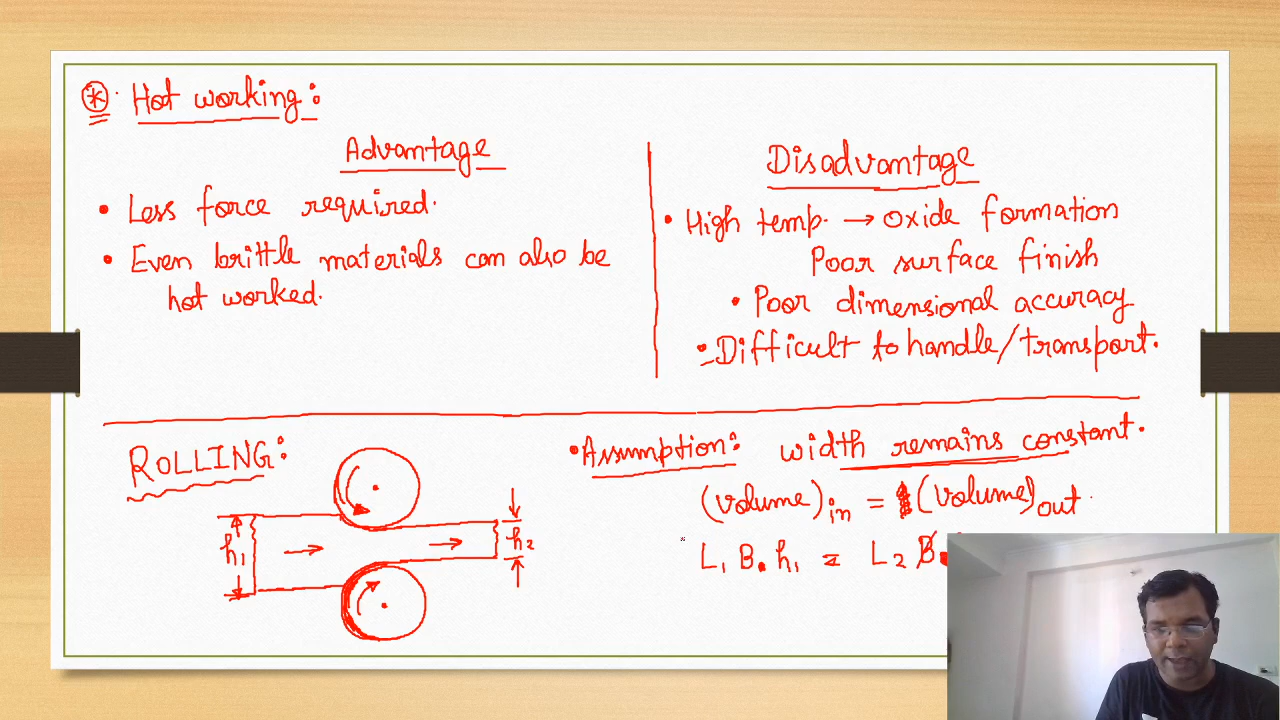 * Hot working:
Advantage
• Less force required.
• Even brittle materials can also be
hot worked.
Disadvantage
• High temp. → Oxide formation
Poor surface finish
• Poor dimensional accuracy
• Difficult to handle/transport.
ROLLING:
h1
h2
• Assumption: width remains constant.
(Volume)in = (Volume)out
L1 B. h1 = L2 B.